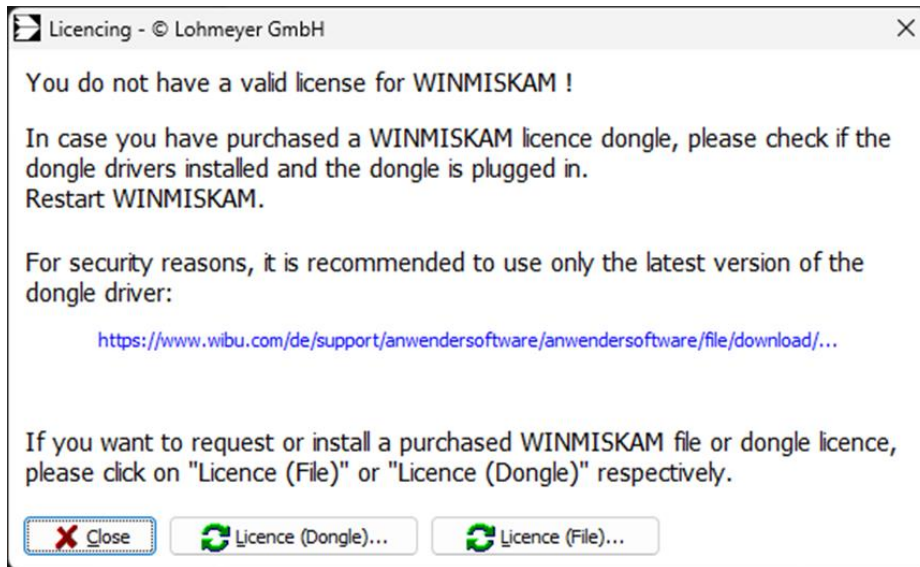 Licencing - © Lohmeyer GmbH
You do not have a valid license for WINMISKAM !
In case you have purchased a WINMISKAM licence dongle, please check if the
dongle drivers installed and the dongle is plugged in.
Restart WINMISKAM.
For security reasons, it is recommended to use only the latest version of the
dongle driver:
https://www.wibu.com/de/support/anwendersoftware/anwendersoftware/file/download/...
If you want to request or install a purchased WINMISKAM file or dongle licence,
please click on "Licence (File)" or "Licence (Dongle)" respectively.
Close Licence (Dongle)... Licence (File)...